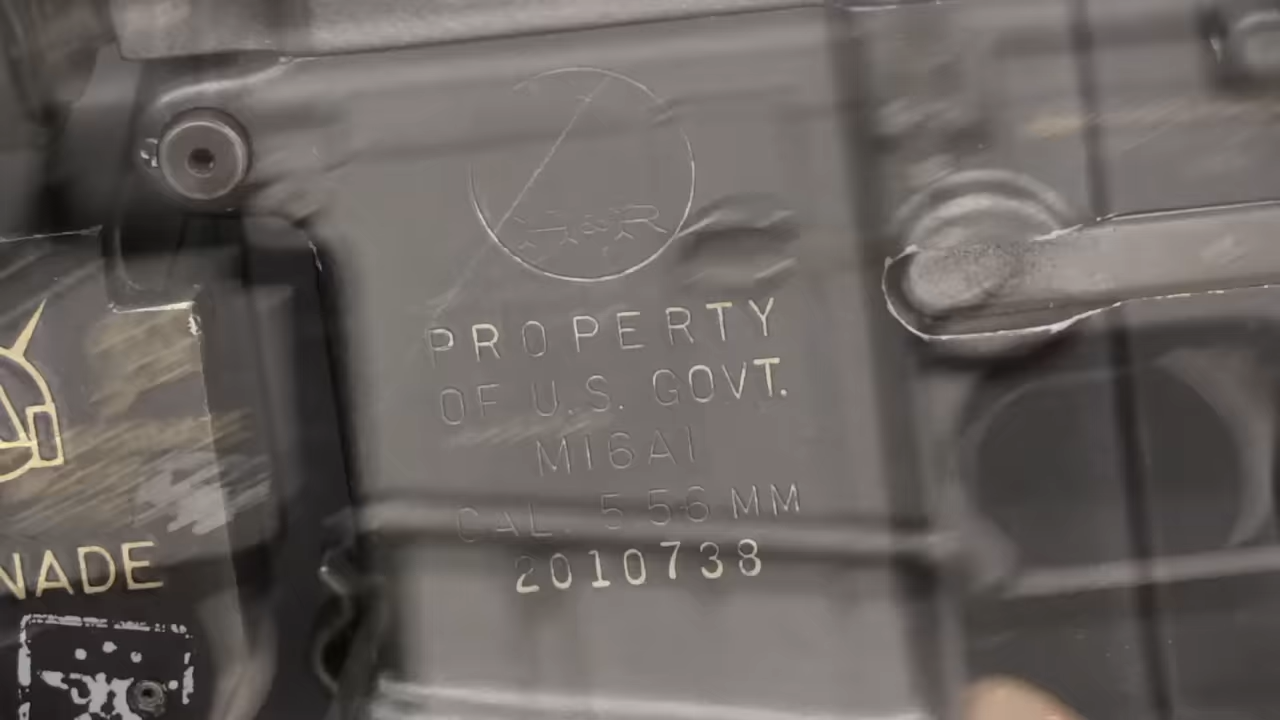 H&R
PROPERTY
OF U.S. GOVT.
M16A1
CAL. 5.56 MM
2010738
NADE